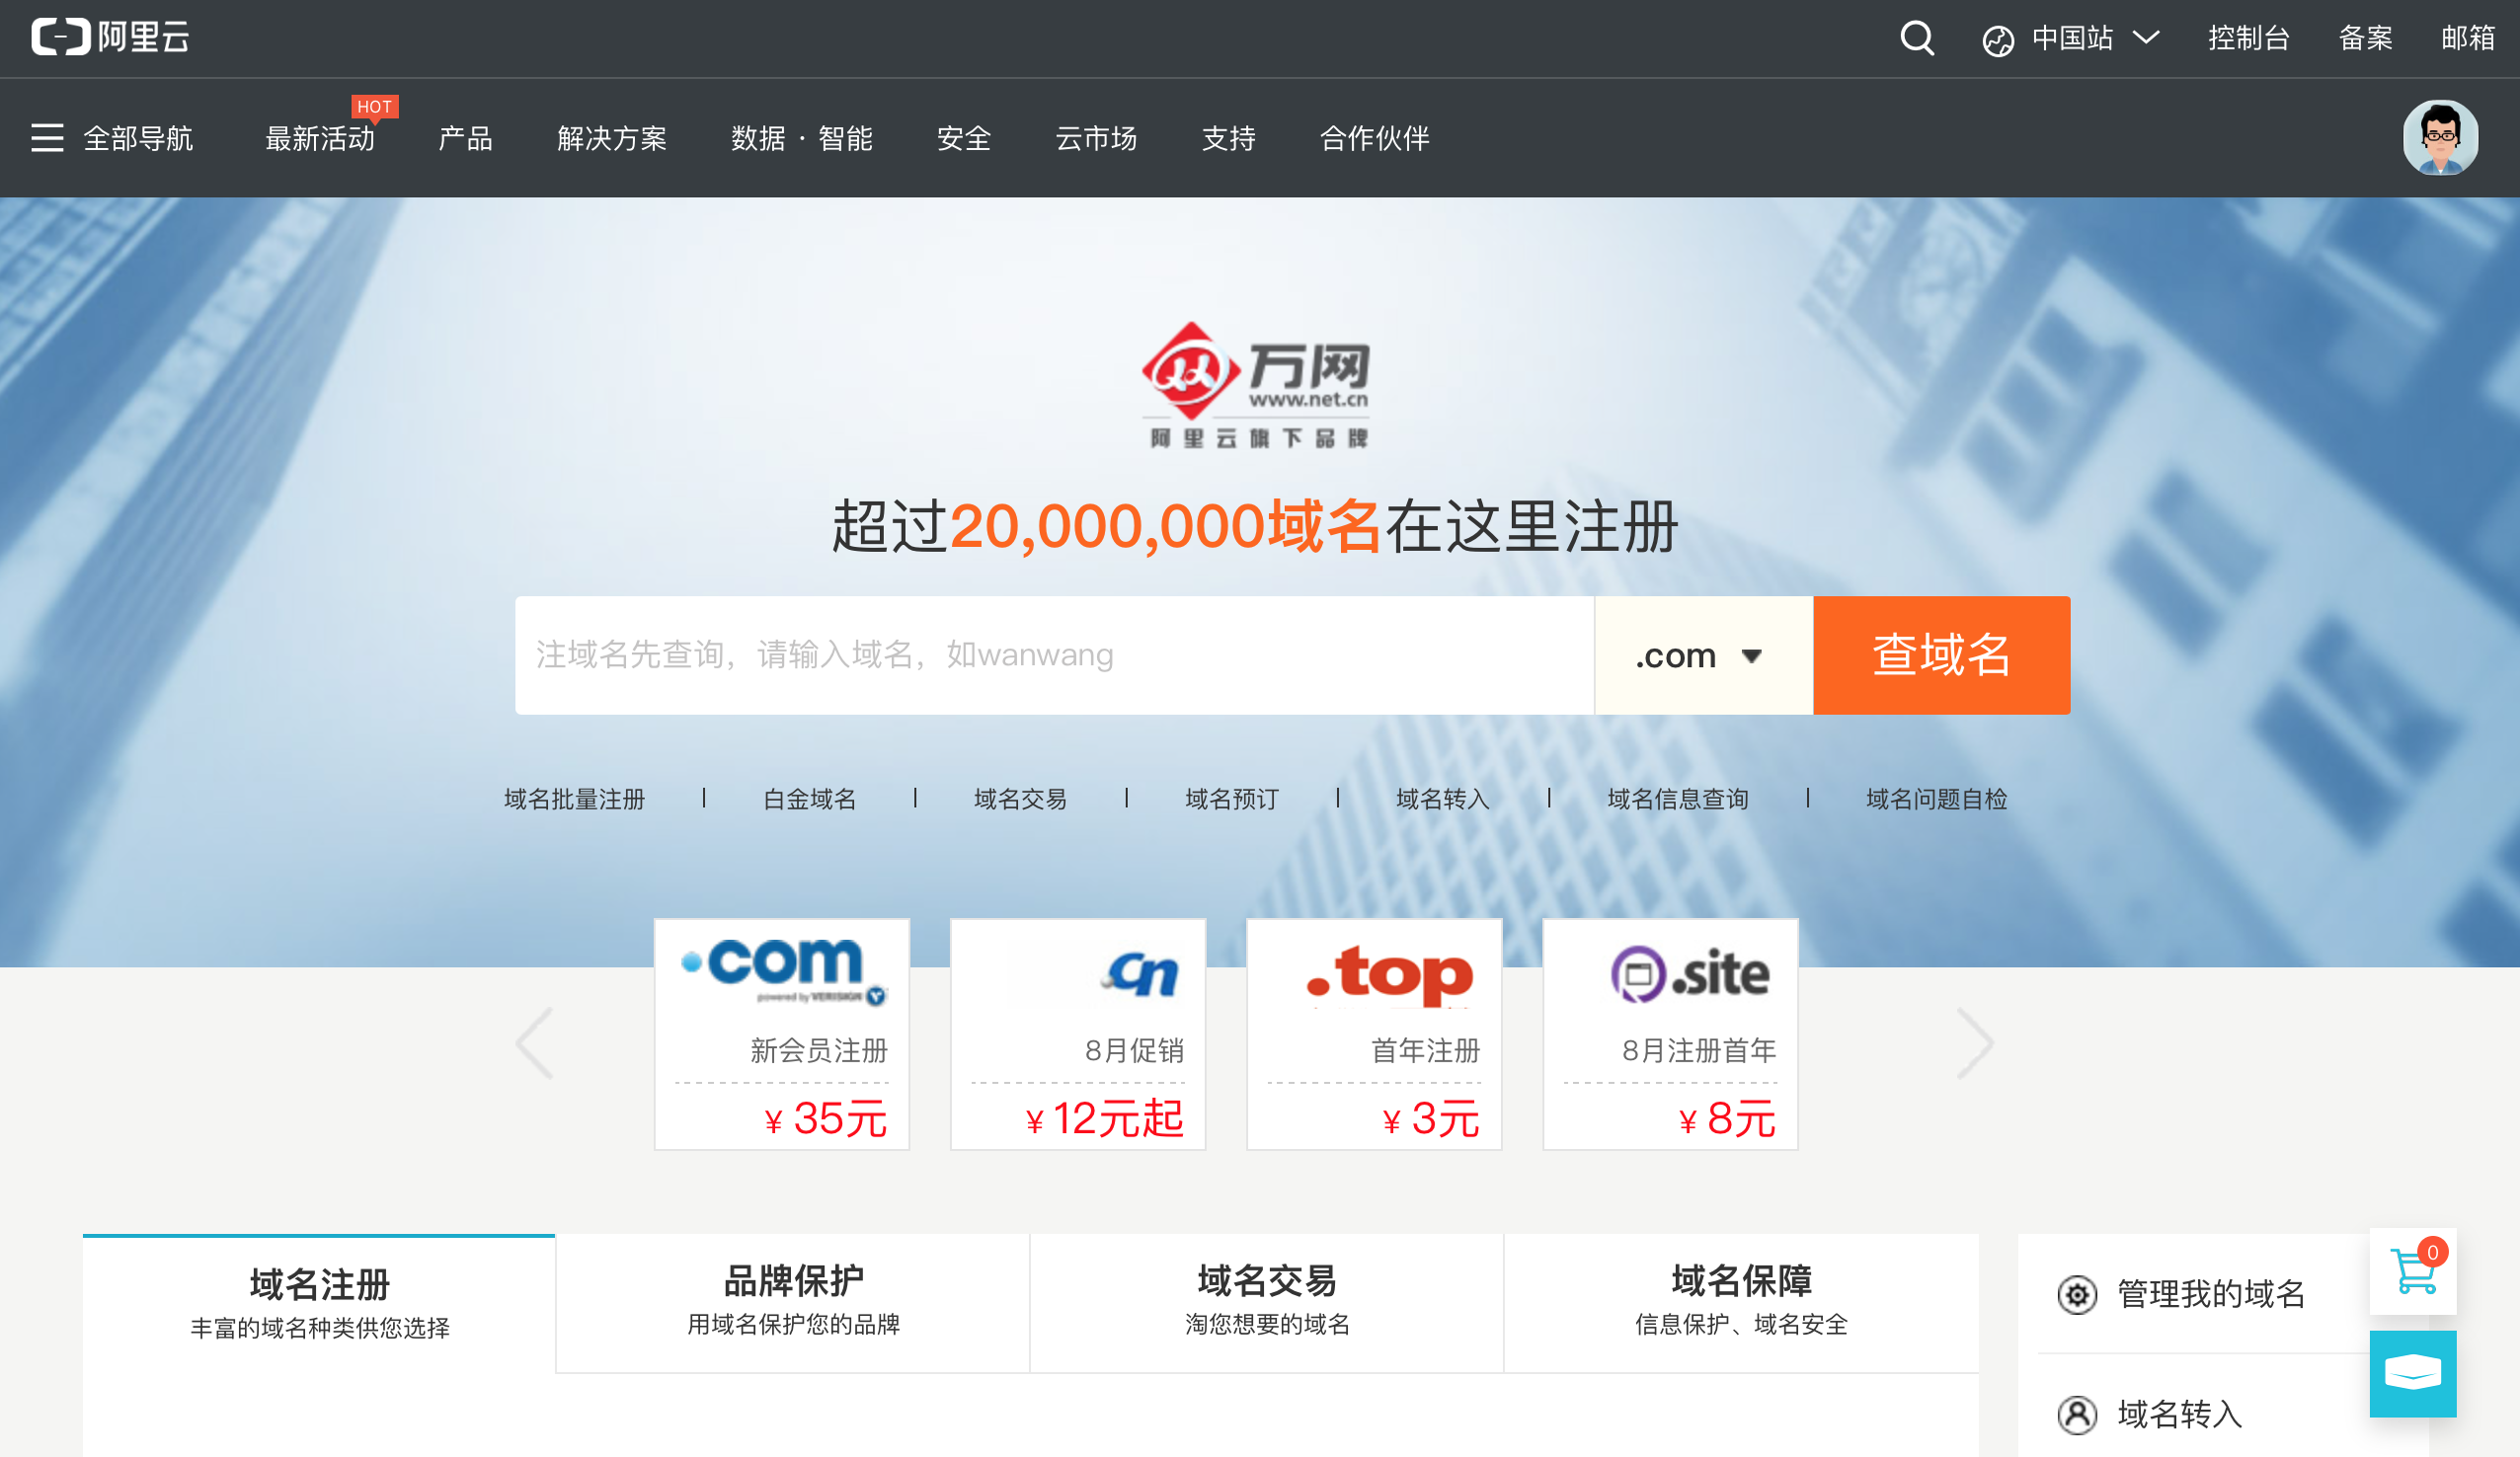 阿里云
中国站 控制台 备案 邮箱
HOT
全部导航 最新活动 产品 解决方案 数据 · 智能 安全 云市场 支持 合作伙伴
万网
www.net.cn
阿里云旗下品牌
超过20,000,000域名在这里注册
注域名先查询，请输入域名，如wanwang .com 查域名
域名批量注册 | 白金域名 | 域名交易 | 域名预订 | 域名转入 | 域名信息查询 | 域名问题自检
.com .cn .top .site
powered by VERISIGN
新会员注册 8月促销 首年注册 8月注册首年
¥ 35元 ¥ 12元起 ¥ 3元 ¥ 8元
0
域名注册 品牌保护 域名交易 域名保障
丰富的域名种类供您选择 用域名保护您的品牌 淘您想要的域名 信息保护、域名安全
管理我的域名
域名转入